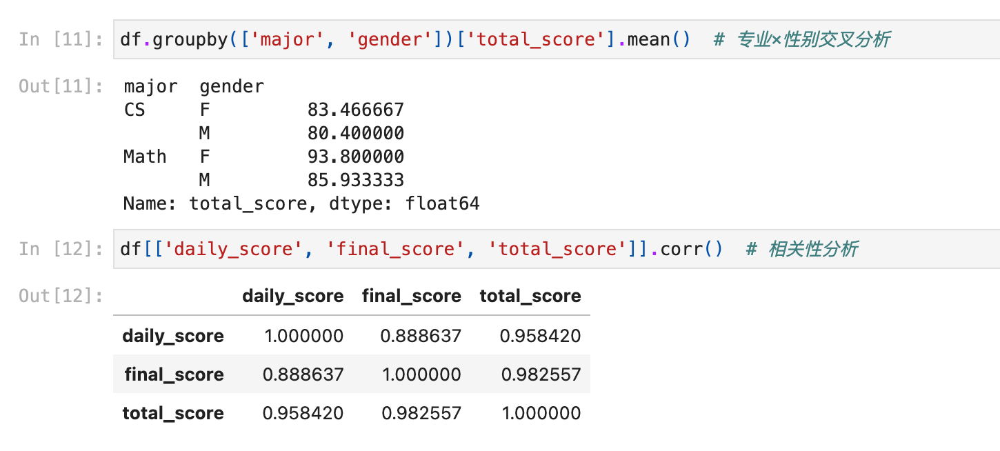 In [11]: df.groupby(['major', 'gender'])['total_score'].mean()  # 专业×性别交叉分析
Out[11]: major  gender
CS     F         83.466667
M         80.400000
Math   F         93.800000
M         85.933333
Name: total_score, dtype: float64
In [12]: df[['daily_score', 'final_score', 'total_score']].corr()  # 相关性分析
Out[12]: daily_score final_score total_score
daily_score 1.000000 0.888637 0.958420
final_score 0.888637 1.000000 0.982557
total_score 0.958420 0.982557 1.000000